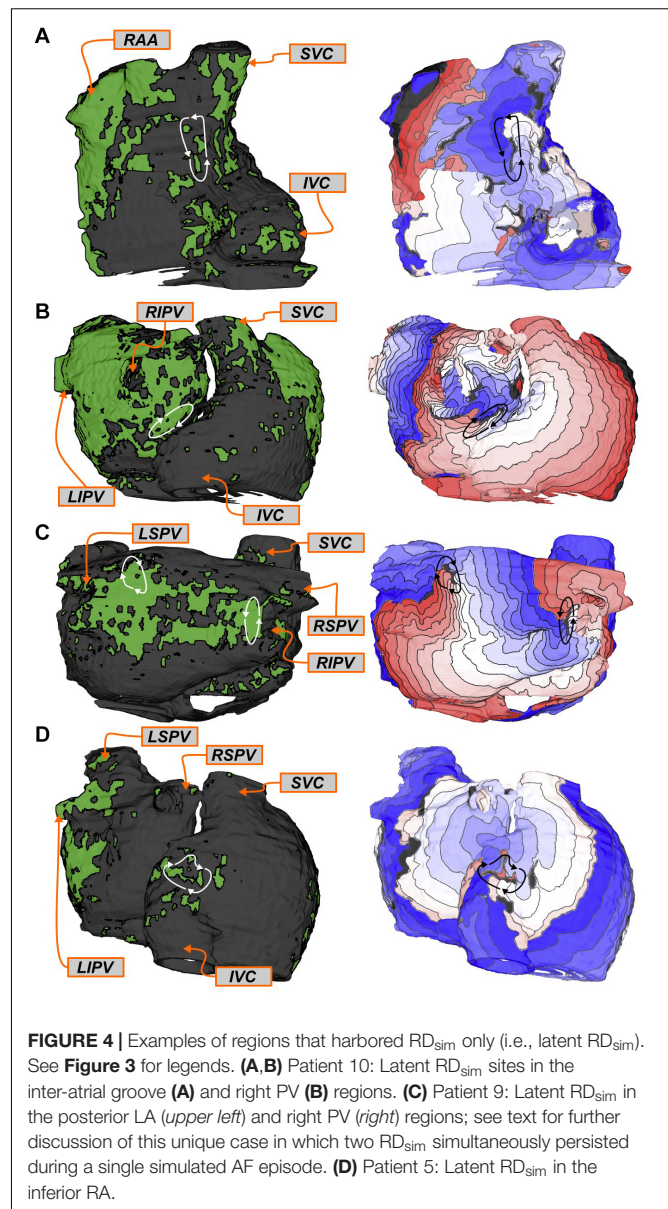 A
RAA
SVC
IVC
B
RIPV
SVC
LIPV
IVC
C
LSPV
SVC
RSPV
RIPV
D
LSPV
RSPV
SVC
LIPV
IVC
FIGURE 4 | Examples of regions that harbored RDsim only (i.e., latent RDsim).
See Figure 3 for legends. (A,B) Patient 10: Latent RDsim sites in the
inter-atrial groove (A) and right PV (B) regions. (C) Patient 9: Latent RDsim in
the posterior LA (upper left) and right PV (right) regions; see text for further
discussion of this unique case in which two RDsim simultaneously persisted
during a single simulated AF episode. (D) Patient 5: Latent RDsim in the
inferior RA.